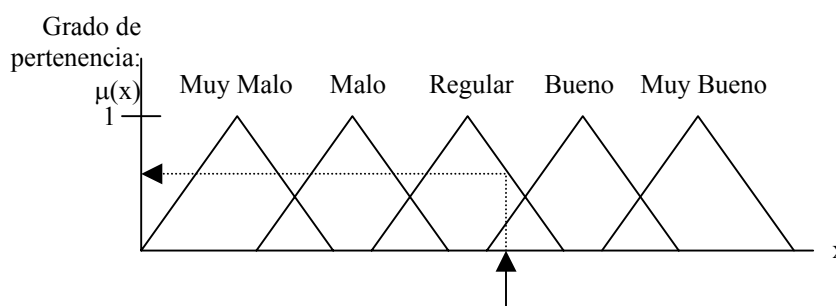 Grado de
pertenencia:
μ(x)
Muy Malo Malo Regular Bueno Muy Bueno
1
x